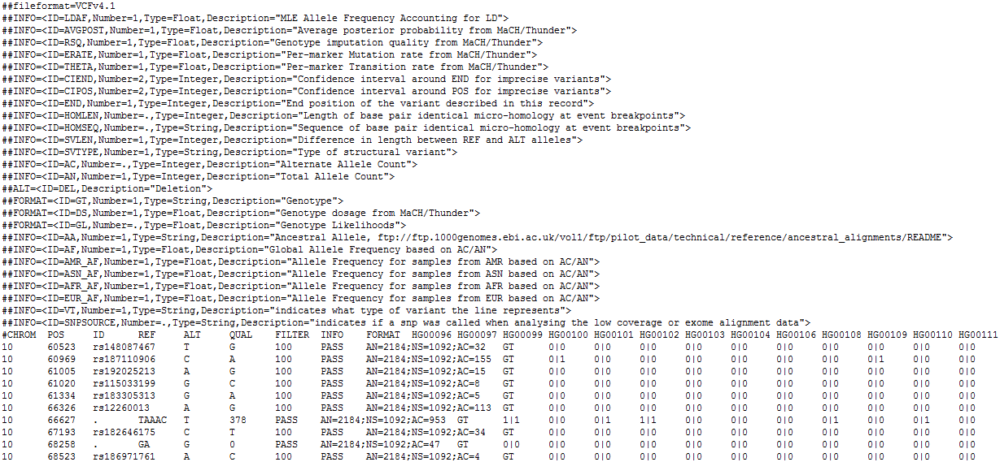 ##fileformat=VCFv4.1
##INFO=<ID=LDAF,Number=1,Type=Float,Description="MLE Allele Frequency Accounting for LD">
##INFO=<ID=AVGPOST,Number=1,Type=Float,Description="Average posterior probability from MaCH/Thunder">
##INFO=<ID=RSQ,Number=1,Type=Float,Description="Genotype imputation quality from MaCH/Thunder">
##INFO=<ID=ERATE,Number=1,Type=Float,Description="Per-marker Mutation rate from MaCH/Thunder">
##INFO=<ID=THETA,Number=1,Type=Float,Description="Per-marker Transition rate from MaCH/Thunder">
##INFO=<ID=CIEND,Number=2,Type=Integer,Description="Confidence interval around END for imprecise variants">
##INFO=<ID=CIPOS,Number=2,Type=Integer,Description="Confidence interval around POS for imprecise variants">
##INFO=<ID=END,Number=1,Type=Integer,Description="End position of the variant described in this record">
##INFO=<ID=HOMLEN,Number=.,Type=Integer,Description="Length of base pair identical micro-homology at event breakpoints">
##INFO=<ID=HOMSEQ,Number=.,Type=String,Description="Sequence of base pair identical micro-homology at event breakpoints">
##INFO=<ID=SVLEN,Number=1,Type=Integer,Description="Difference in length between REF and ALT alleles">
##INFO=<ID=SVTYPE,Number=1,Type=String,Description="Type of structural variant">
##INFO=<ID=AC,Number=.,Type=Integer,Description="Alternate Allele Count">
##INFO=<ID=AN,Number=1,Type=Integer,Description="Total Allele Count">
##ALT=<ID=DEL,Description="Deletion">
##FORMAT=<ID=GT,Number=1,Type=String,Description="Genotype">
##FORMAT=<ID=DS,Number=1,Type=Float,Description="Genotype dosage from MaCH/Thunder">
##FORMAT=<ID=GL,Number=.,Type=Float,Description="Genotype Likelihoods">
##INFO=<ID=AA,Number=1,Type=String,Description="Ancestral Allele, ftp://ftp.1000genomes.ebi.ac.uk/vol1/ftp/pilot_data/technical/reference/ancestral_alignments/README">
##INFO=<ID=AF,Number=1,Type=Float,Description="Global Allele Frequency based on AC/AN">
##INFO=<ID=AMR_AF,Number=1,Type=Float,Description="Allele Frequency for samples from AMR based on AC/AN">
##INFO=<ID=ASN_AF,Number=1,Type=Float,Description="Allele Frequency for samples from ASN based on AC/AN">
##INFO=<ID=AFR_AF,Number=1,Type=Float,Description="Allele Frequency for samples from AFR based on AC/AN">
##INFO=<ID=EUR_AF,Number=1,Type=Float,Description="Allele Frequency for samples from EUR based on AC/AN">
##INFO=<ID=VT,Number=1,Type=String,Description="indicates what type of variant the line represents">
##INFO=<ID=SNPSOURCE,Number=.,Type=String,Description="indicates if a snp was called when analysing the low coverage or exome alignment data">
#CHROM POS ID REF ALT QUAL FILTER INFO FORMAT HG00096 HG00097 HG00099 HG00100 HG00101 HG00102 HG00103 HG00104 HG00106 HG00108 HG00109 HG00110 HG00111
10 60523 rs148087467 T G 100 PASS AN=2184;NS=1092;AC=32 GT 0|0 0|0 0|0 0|0 0|0 0|0 0|0 0|0 0|0 0|0
10 60969 rs187110906 C A 100 PASS AN=2184;NS=1092;AC=155 GT 0|1 0|0 0|0 0|0 0|0 0|0 0|0 0|1 0|0 0|0
10 61005 rs192025213 A G 100 PASS AN=2184;NS=1092;AC=15 GT 0|0 0|0 0|0 0|0 0|0 0|0 0|0 0|0 0|0 0|0
10 61020 rs115033199 G C 100 PASS AN=2184;NS=1092;AC=8 GT 0|0 0|0 0|0 0|0 0|0 0|0 0|0 0|0 0|0 0|0
10 61334 rs183305313 G A 100 PASS AN=2184;NS=1092;AC=5 GT 0|0 0|0 0|0 0|0 0|0 0|0 0|0 0|0 0|0 0|0
10 66326 rs12260013 A G 100 PASS AN=2184;NS=1092;AC=113 GT 0|0 0|0 0|0 0|0 0|0 0|0 0|0 0|0 0|0 0|0
10 66627 . TAAAC T 378 PASS AN=2184;NS=1092;AC=953 GT 1|1 0|0 0|1 1|1 0|0 0|0 0|0 0|1 0|0 0|1 0|0
10 67193 rs182646175 C T 100 PASS AN=2184;NS=1092;AC=34 GT 0|0 0|0 0|0 0|0 0|0 0|0 0|0 0|0 0|0 0|0
10 68258 . GA G 0 PASS AN=2184;NS=1092;AC=47 GT 0|0 0|0 0|0 0|0 0|0 0|0 0|0 0|0 0|0 0|0 0|0
10 68523 rs186971761 A C 100 PASS AN=2184;NS=1092;AC=4 GT 0|0 0|0 0|0 0|0 0|0 0|0 0|0 0|0 0|0 0|0